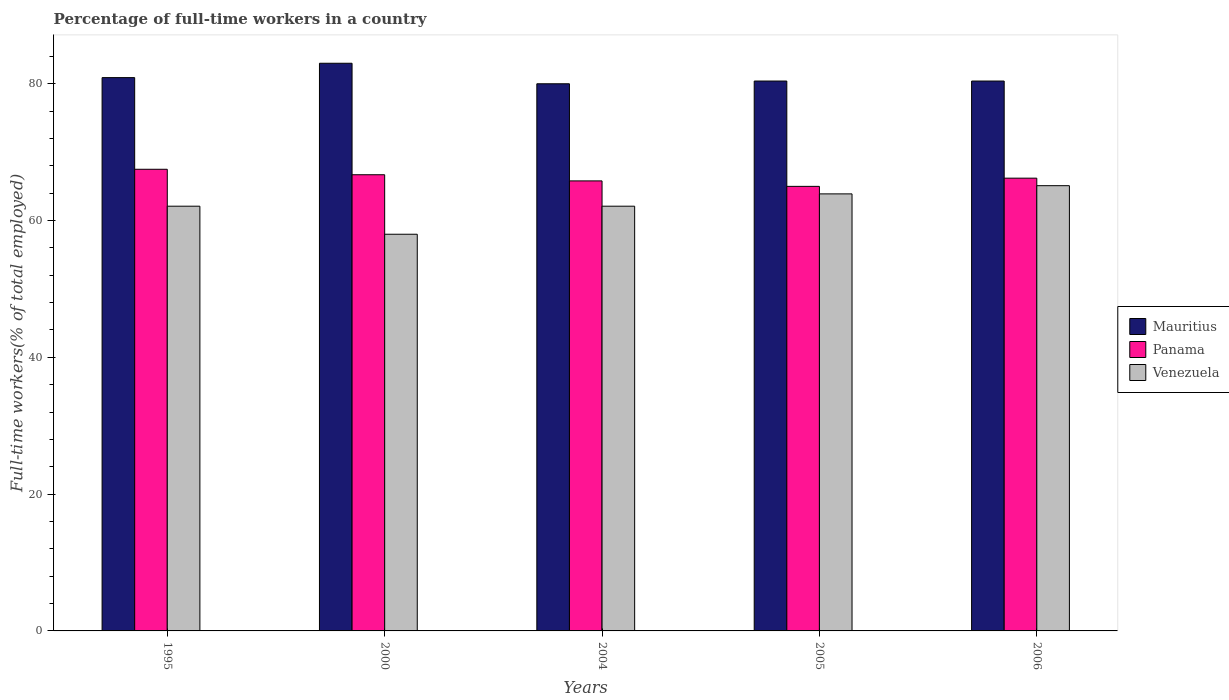 Percentage of full-time workers in a country
Full-time workers(% of total employed)
80
60
40
20
0
1995
2000
2004
2005
2006
Years
Mauritius
Panama
Venezuela